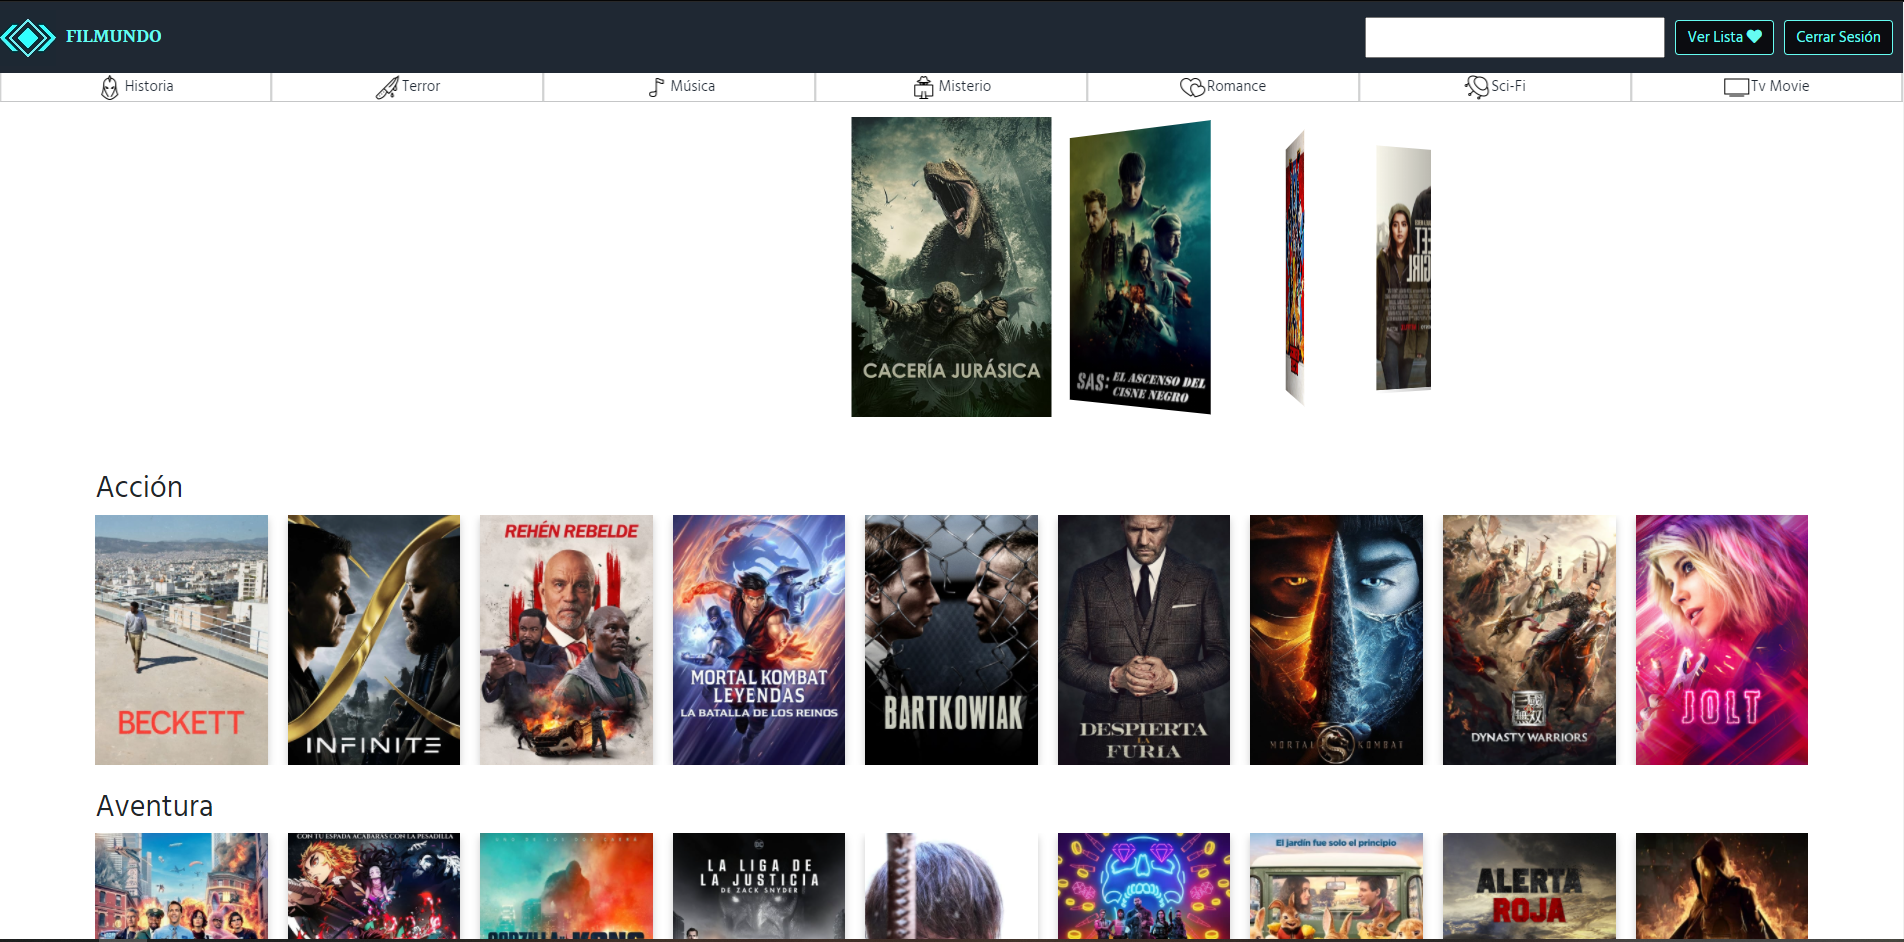 FILMUNDO
Ver Lista
Cerrar Sesión
Historia
Terror
Música
Misterio
Romance
Sci-Fi
Tv Movie
CACERÍA JURÁSICA
SAS: EL ASCENSO DEL
CISNE NEGRO
Acción
BECKETT
INFINITE
REHÉN REBELDE
MORTAL KOMBAT
LEYENDAS
LA BATALLA DE LOS REINOS
BARTKOWIAK
DESPIERTA
LA
FURIA
MORTAL KOMBAT
DYNASTY WARRIORS
JOLT
Aventura
CON TU ESPADA ACABARÁS CON LA PESADILLA
GODZILLA KONG
LA LIGA DE
LA JUSTICIA
DE ZACK SNYDER
El jardín fue solo el principio
ALERTA
ROJA